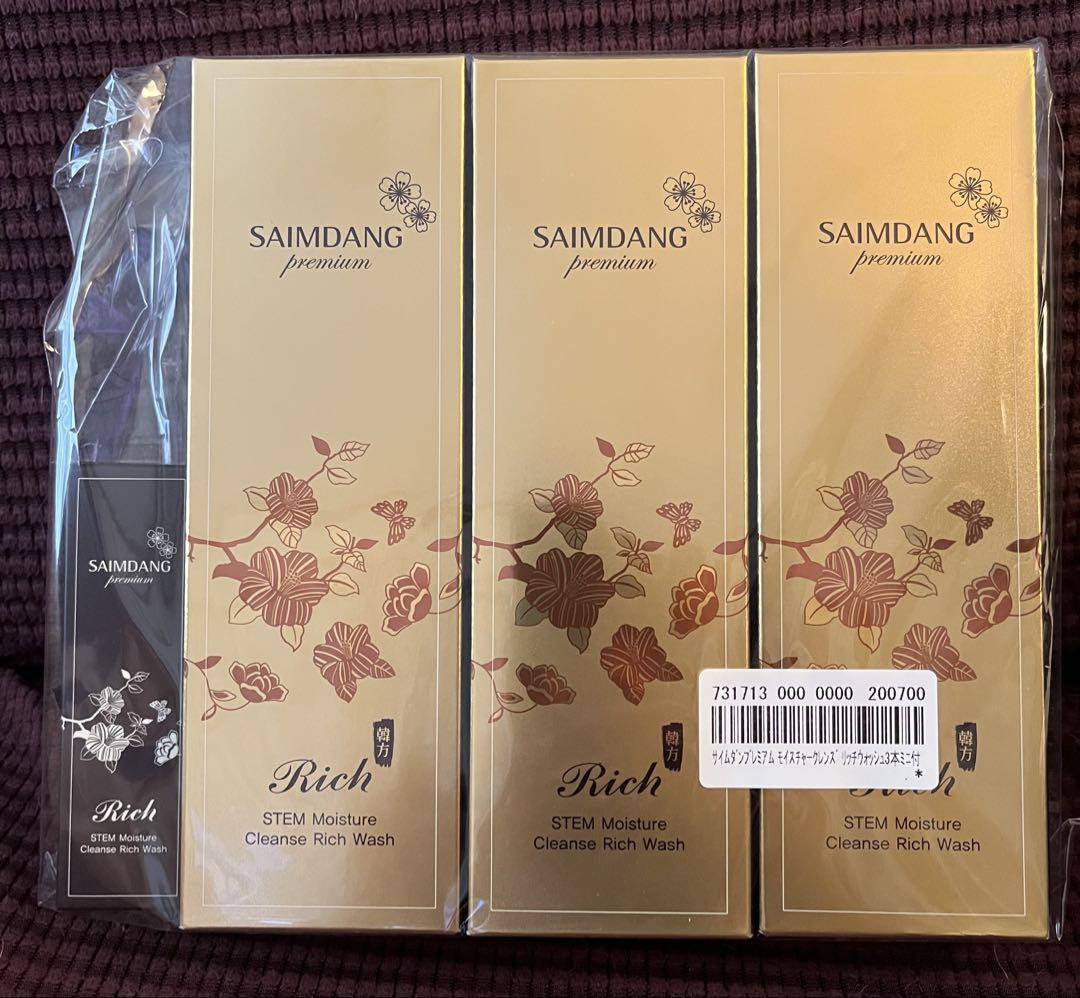 SAIMDANG
premium
韓方
Rich
STEM Moisture
Cleanse Rich Wash
SAIMDANG
premium
韓方
Rich
STEM Moisture
Cleanse Rich Wash
SAIMDANG
premium
韓方
Rich
STEM Moisture
Cleanse Rich Wash
SAIMDANG
premium
Rich
STEM Moisture
Cleanse Rich Wash
731713 000 0000 200700
サイムダンプレミアム モイスチャークレンズ リッチウォッシュ3本ミニ付
*